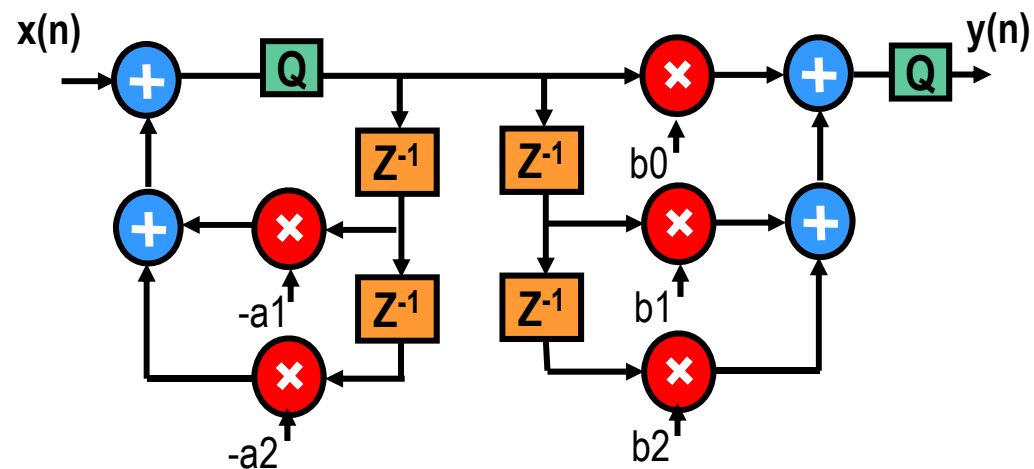 x(n)
y(n)
+
Q
×
+
Q
Z-1
Z-1
b0
+
×
×
+
-a1
Z-1
Z-1
b1
×
×
-a2
b2